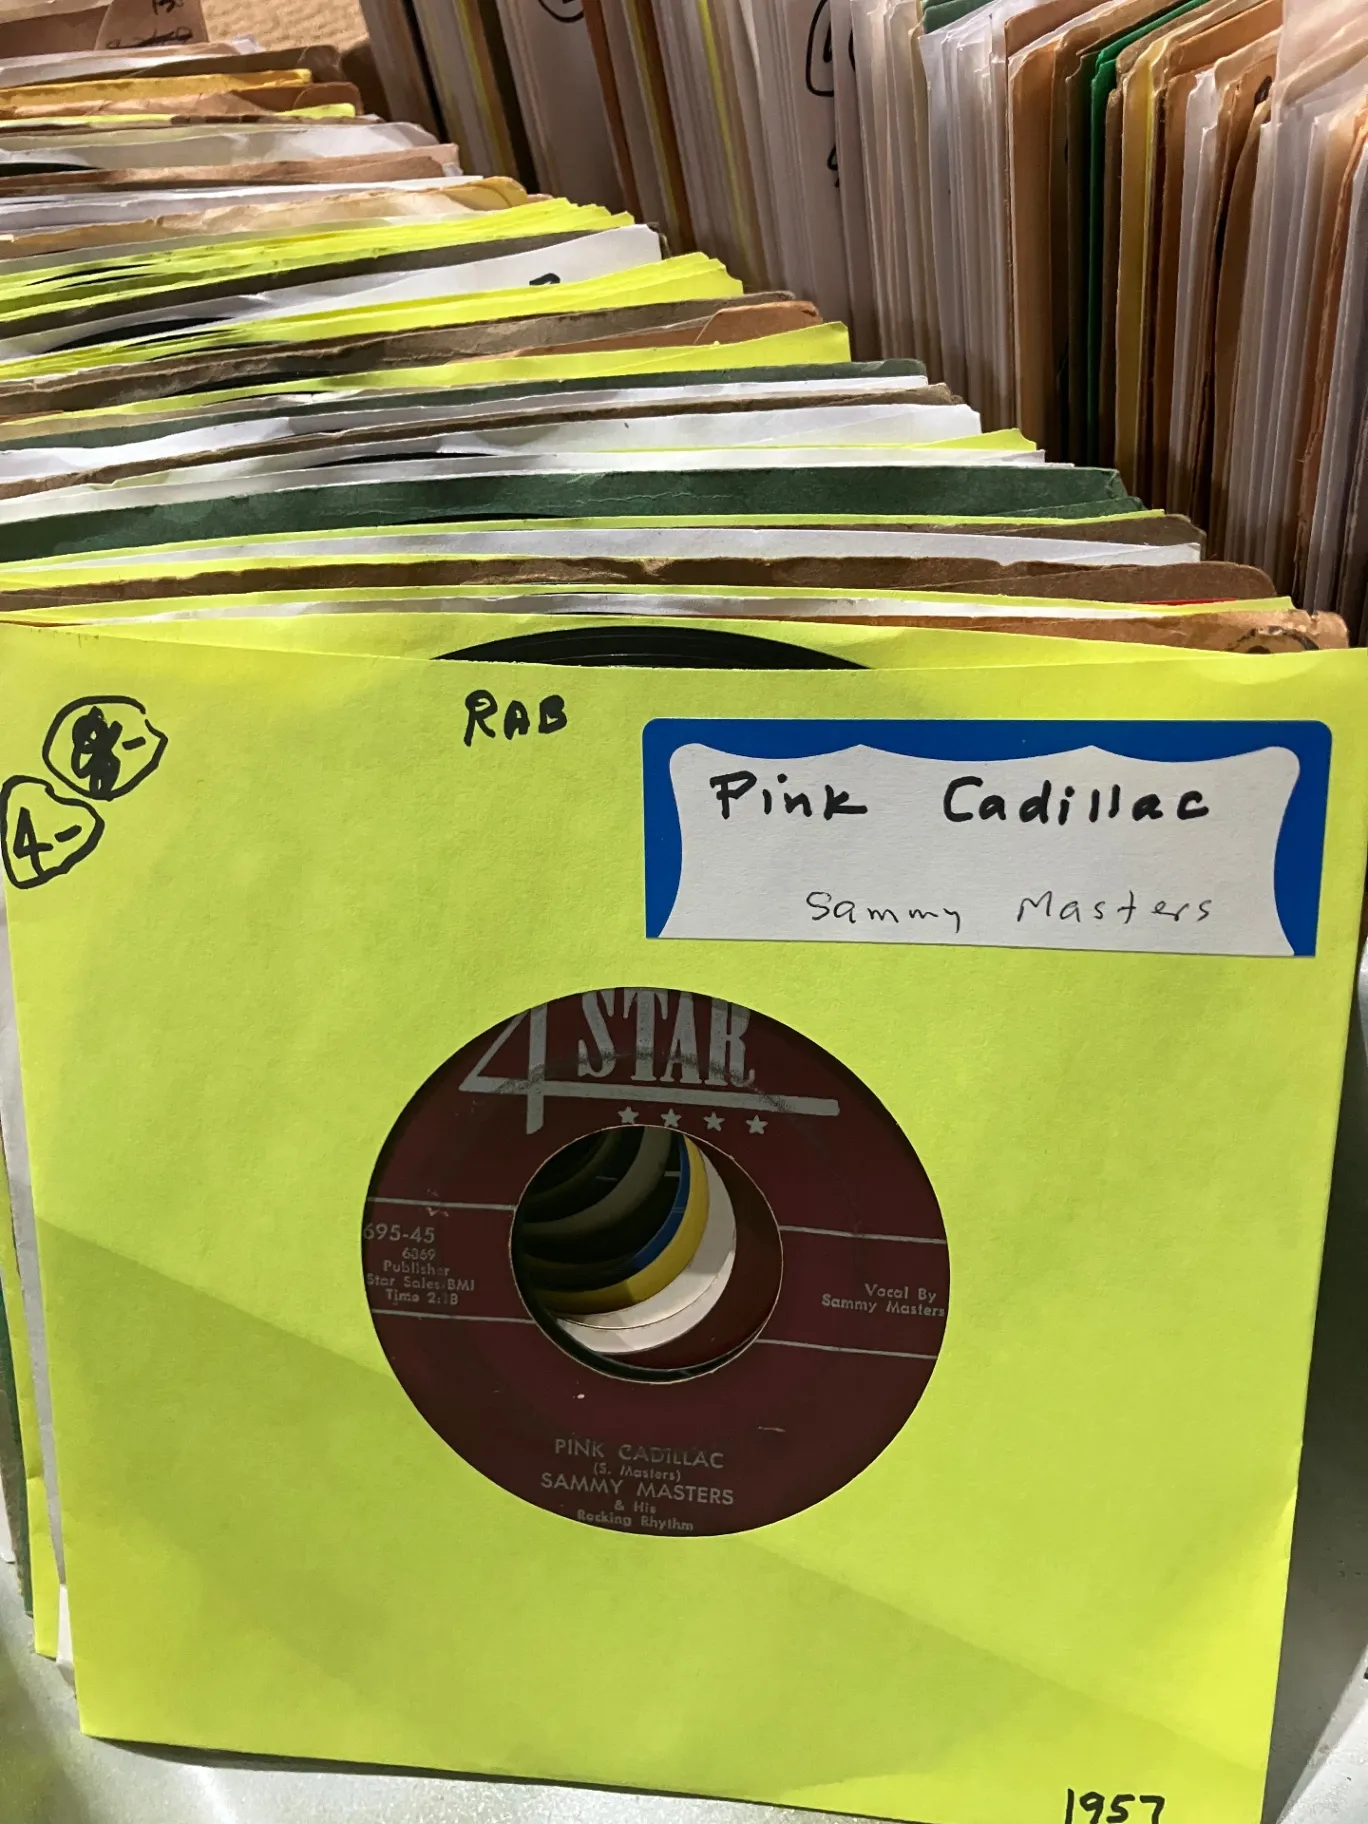 RAB
4-
Pink Cadillac
Sammy Masters
4 STAR
695-45
6369
Publisher
Star Sales-BMI
Time 2:18
Vocal By
Sammy Masters
PINK CADILLAC
(S. Masters)
SAMMY MASTERS
& His
Rocking Rhythm
1957